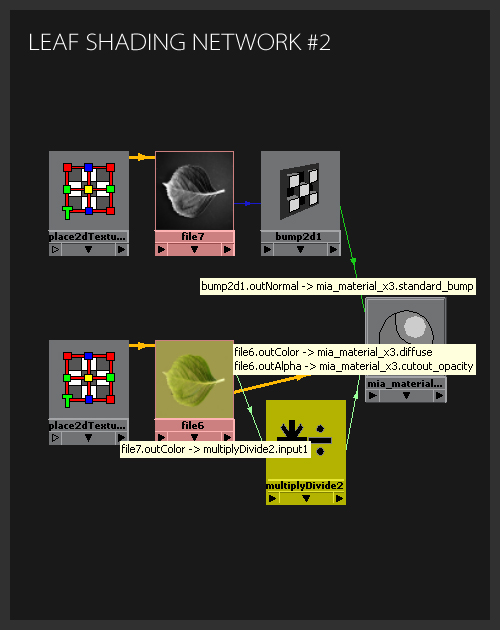 LEAF SHADING NETWORK #2
place2dTextu...
file7
bump2d1
bump2d1.outNormal -> mia_material_x3.standard_bump
file6.outColor -> mia_material_x3.diffuse
file6.outAlpha -> mia_material_x3.cutout_opacity
mia_material...
place2dTextu...
file6
file7.outColor -> multiplyDivide2.input1
multiplyDivide2